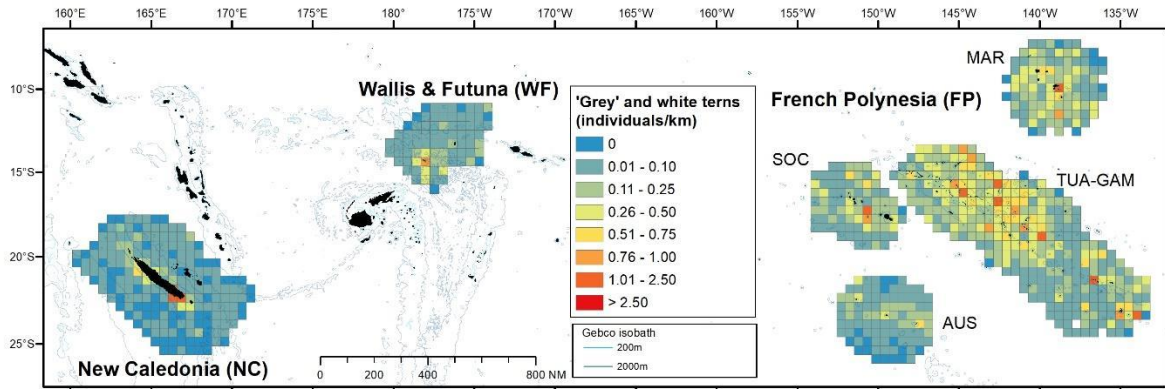 160°E 165°E 170°E 175°E 180° 175°W 170°W 155°W 150°W 145°W 140°W 135°W
10°S
15°S
20°S
25°S
Wallis & Futuna (WF)
New Caledonia (NC)
0 200 400 800 NM
'Grey' and white terns
(individuals/km)
0
0.01 - 0.10
0.11 - 0.25
0.26 - 0.50
0.51 - 0.75
0.76 - 1.00
1.01 - 2.50
> 2.50
Gebco isobath
200m
2000m
French Polynesia (FP)
MAR
SOC
TUA-GAM
AUS